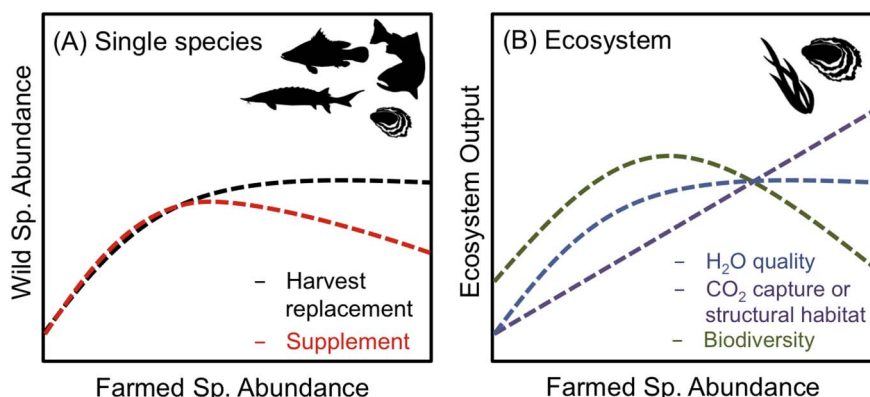 (A) Single species
Wild Sp. Abundance
Harvest
replacement
Supplement
Farmed Sp. Abundance
(B) Ecosystem
Ecosystem Output
H₂O quality
CO₂ capture or
structural habitat
Biodiversity
Farmed Sp. Abundance